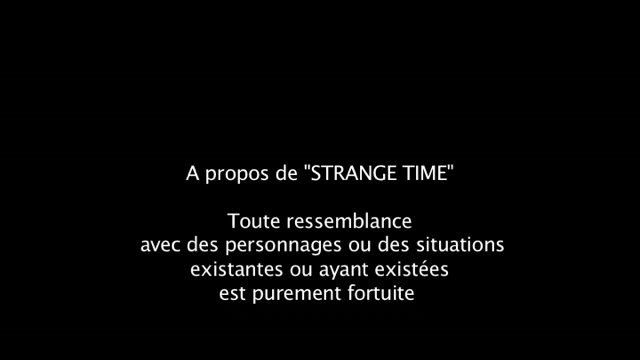 A propos de "STRANGE TIME"
Toute ressemblance
avec des personnages ou des situations
existantes ou ayant existées
est purement fortuite